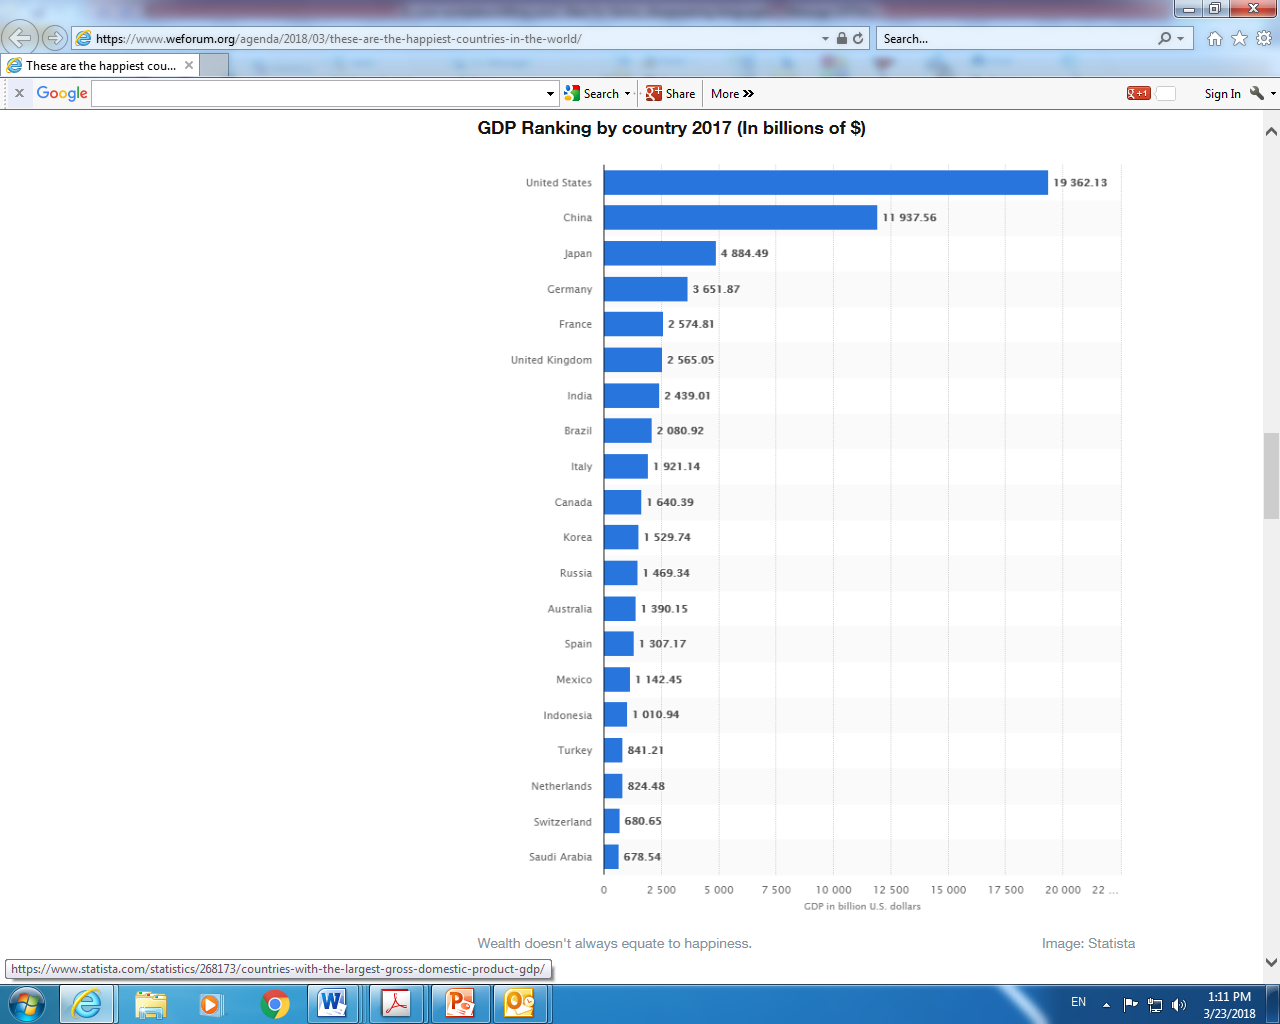 https://www.weforum.org/agenda/2018/03/these-are-the-happiest-countries-in-the-world/
Search...
These are the happiest cou...
x Google Search Share More »
g+1 Sign In
GDP Ranking by country 2017 (In billions of $)
United States 19 362.13
China 11 937.56
Japan 4 884.49
Germany 3 651.87
France 2 574.81
United Kingdom 2 565.05
India 2 439.01
Brazil 2 080.92
Italy 1 921.14
Canada 1 640.39
Korea 1 529.74
Russia 1 469.34
Australia 1 390.15
Spain 1 307.17
Mexico 1 142.45
Indonesia 1 010.94
Turkey 841.21
Netherlands 824.48
Switzerland 680.65
Saudi Arabia 678.54
0 2 500 5 000 7 500 10 000 12 500 15 000 17 500 20 000 22 ...
GDP in billion U.S. dollars
Wealth doesn't always equate to happiness. Image: Statista
https://www.statista.com/statistics/268173/countries-with-the-largest-gross-domestic-product-gdp/
EN
1:11 PM
3/23/2018